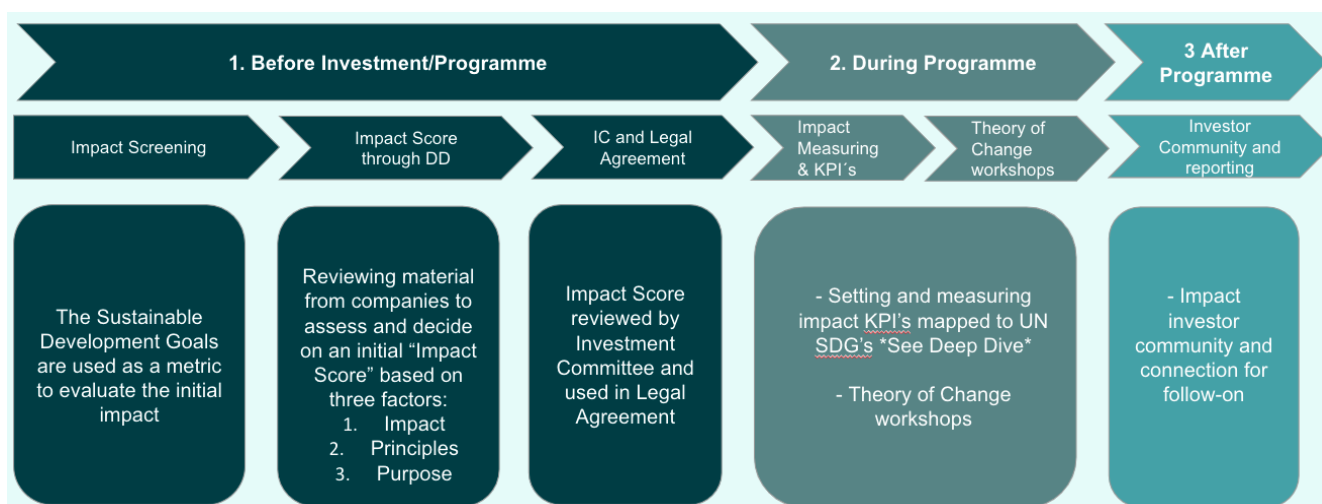 1. Before Investment/Programme
2. During Programme
3 After
Programme
Impact Screening
Impact Score
through DD
IC and Legal
Agreement
Impact
Measuring
& KPI´s
Theory of
Change
workshops
Investor
Community and
reporting
The Sustainable
Development Goals
are used as a metric
to evaluate the initial
impact
Reviewing material
from companies to
assess and decide
on an initial “Impact
Score” based on
three factors:
1. Impact
2. Principles
3. Purpose
Impact Score
reviewed by
Investment
Committee and
used in Legal
Agreement
- Setting and measuring
impact KPI’s mapped to UN
SDG’s *See Deep Dive*
- Theory of Change
workshops
- Impact
investor
community and
connection for
follow-on